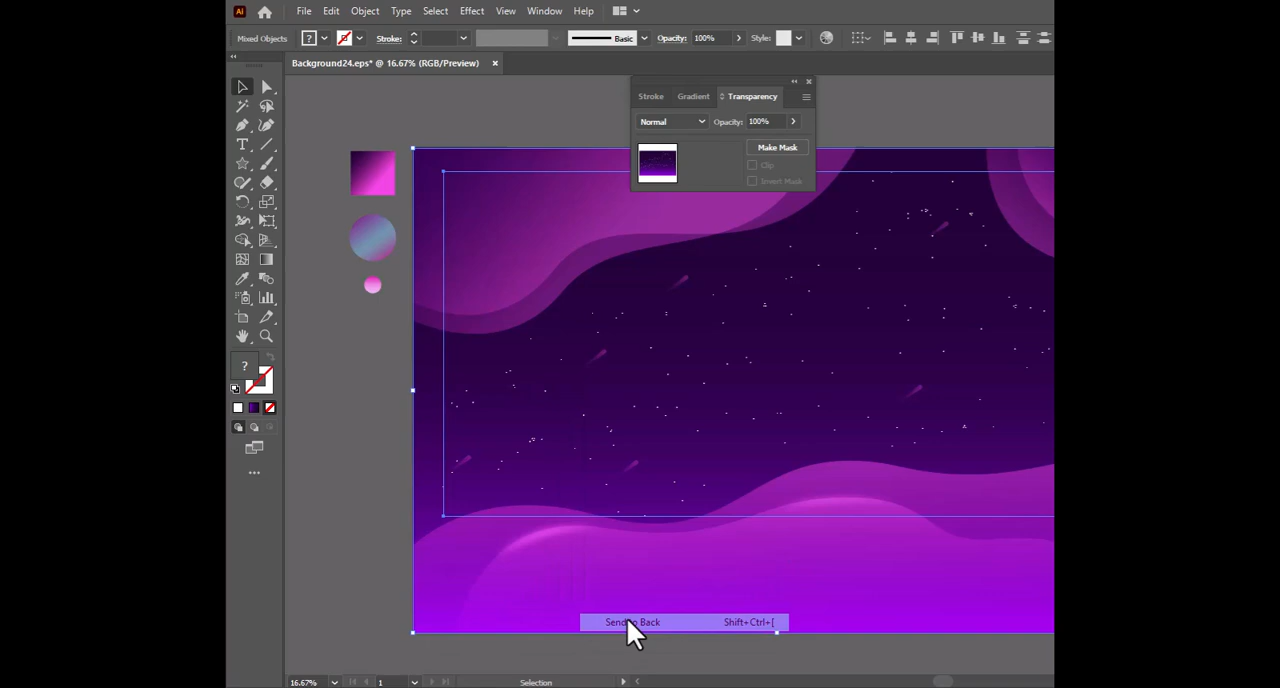 Ai File Edit Object Type Select Effect View Window Help
Mixed Objects ? Stroke: Basic Opacity: 100% Style:
Background24.eps* @ 16.67% (RGB/Preview)
Stroke Gradient Transparency
Normal Opacity: 100%
Make Mask
Clip
Invert Mask
?
Send to Back Shift+Ctrl+[
16.67% 1 Selection